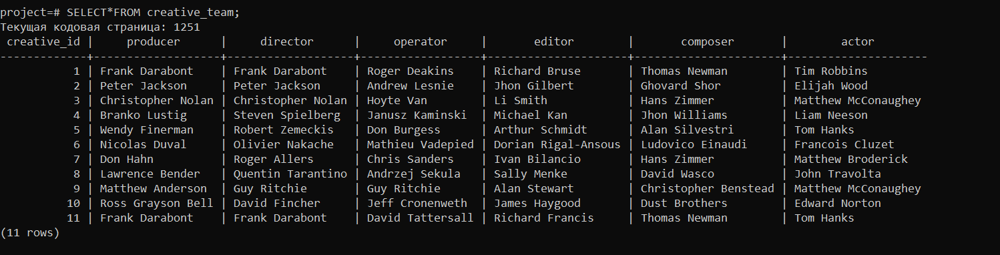 project=# SELECT*FROM creative_team;
Текущая кодовая страница: 1251
 creative_id |     producer      |     director      |     operator     |       editor        |       composer        |        actor
-------------+-------------------+-------------------+------------------+---------------------+-----------------------+---------------------
           1 | Frank Darabont    | Frank Darabont    | Roger Deakins    | Richard Bruse       | Thomas Newman         | Tim Robbins
           2 | Peter Jackson     | Peter Jackson     | Andrew Lesnie    | Jhon Gilbert        | Ghovard Shor          | Elijah Wood
           3 | Christopher Nolan | Christopher Nolan | Hoyte Van        | Li Smith            | Hans Zimmer           | Matthew McConaughey
           4 | Branko Lustig     | Steven Spielberg  | Janusz Kaminski  | Michael Kan         | Jhon Williams         | Liam Neeson
           5 | Wendy Finerman    | Robert Zemeckis   | Don Burgess      | Arthur Schmidt      | Alan Silvestri        | Tom Hanks
           6 | Nicolas Duval     | Olivier Nakache   | Mathieu Vadepied | Dorian Rigal-Ansous | Ludovico Einaudi      | Francois Cluzet
           7 | Don Hahn          | Roger Allers      | Chris Sanders    | Ivan Bilancio       | Hans Zimmer           | Matthew Broderick
           8 | Lawrence Bender   | Quentin Tarantino | Andrzej Sekula   | Sally Menke         | David Wasco           | John Travolta
           9 | Matthew Anderson  | Guy Ritchie       | Guy Ritchie      | Alan Stewart        | Christopher Benstead  | Matthew McConaughey
          10 | Ross Grayson Bell | David Fincher     | Jeff Cronenweth  | James Haygood       | Dust Brothers         | Edward Norton
          11 | Frank Darabont    | Frank Darabont    | David Tattersall | Richard Francis     | Thomas Newman         | Tom Hanks
(11 rows)